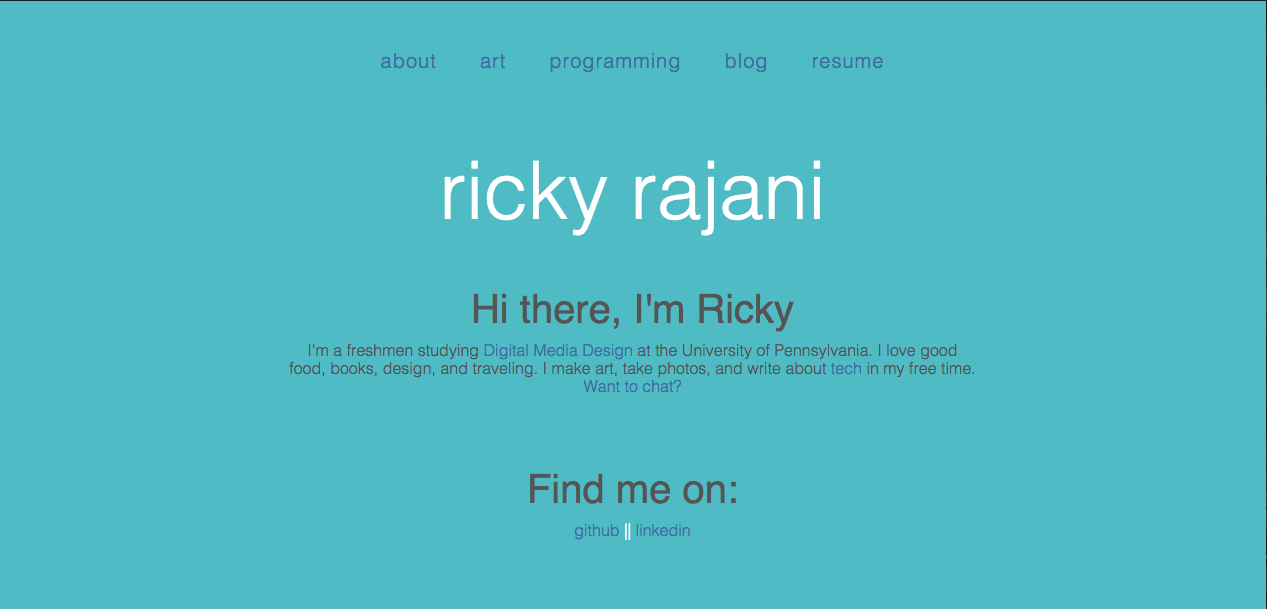 about art programming blog resume
ricky rajani
Hi there, I'm Ricky
I'm a freshmen studying Digital Media Design at the University of Pennsylvania. I love good
food, books, design, and traveling. I make art, take photos, and write about tech in my free time.
Want to chat?
Find me on:
github || linkedin